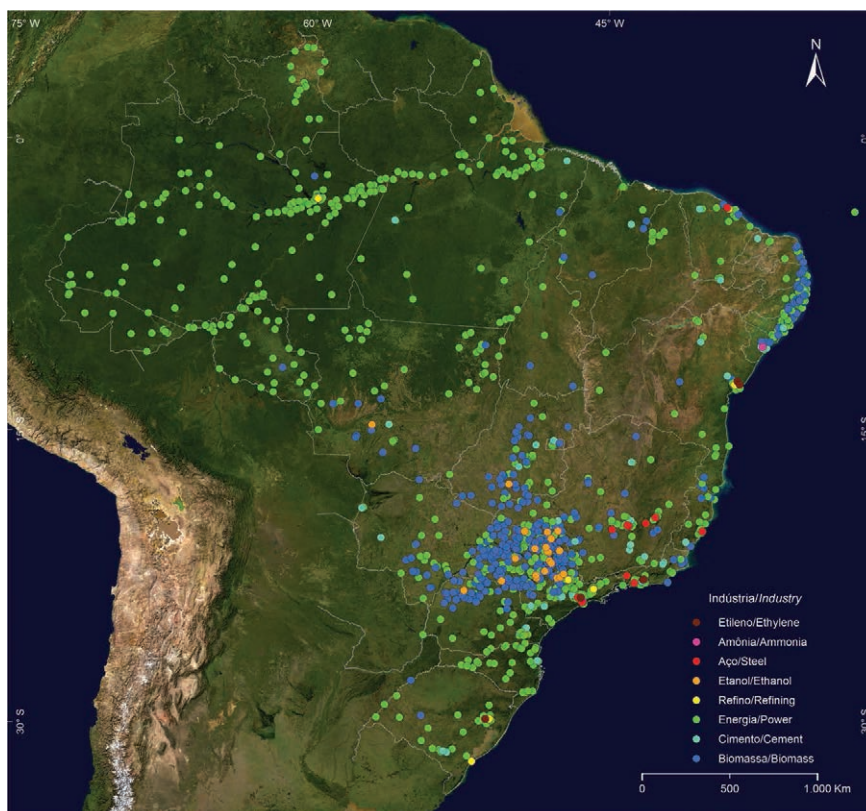 75° W
60° W
45° W
N
0°
0°
15° S
15° S
30° S
30° S
Indústria/Industry
Etileno/Ethylene
Amônia/Ammonia
Aço/Steel
Etanol/Ethanol
Refino/Refining
Energia/Power
Cimento/Cement
Biomassa/Biomass
0
500
1.000 Km